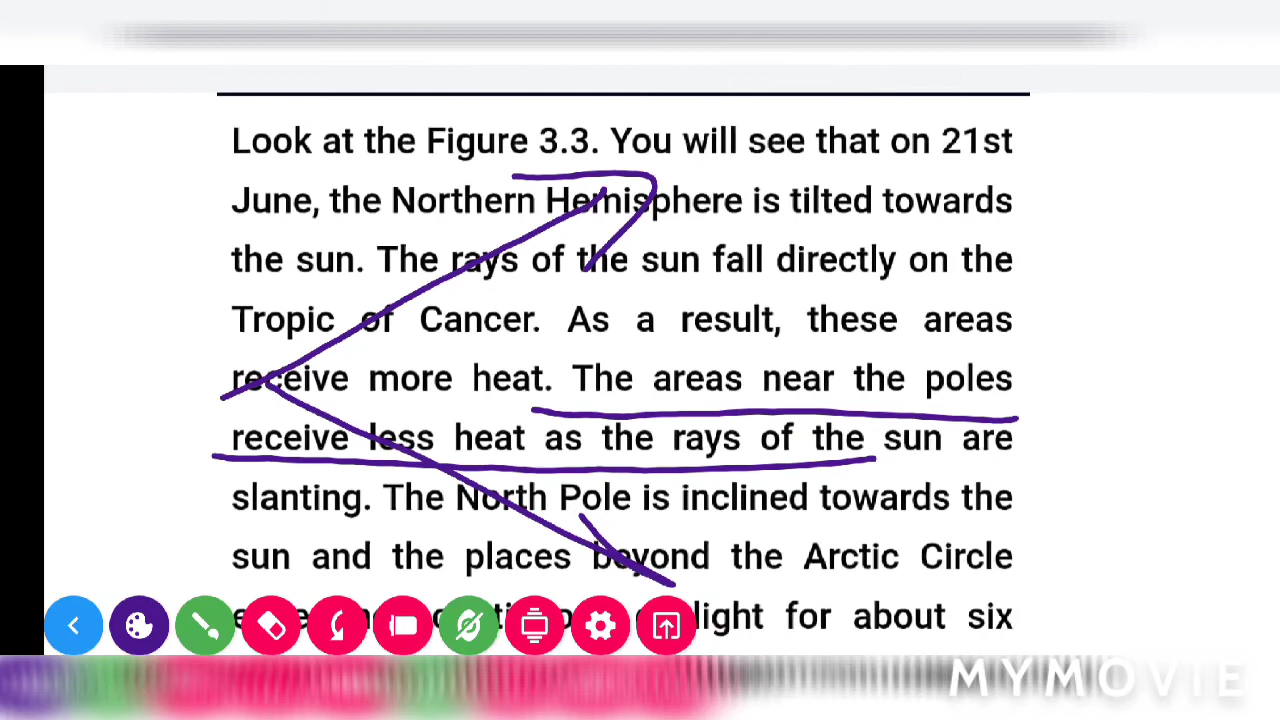 Look at the Figure 3.3. You will see that on 21st
June, the Northern Hemisphere is tilted towards
the sun. The rays of the sun fall directly on the
Tropic of Cancer. As a result, these areas
receive more heat. The areas near the poles
receive less heat as the rays of the sun are
slanting. The North Pole is inclined towards the
sun and the places beyond the Arctic Circle
light for about six
MYMOVIE